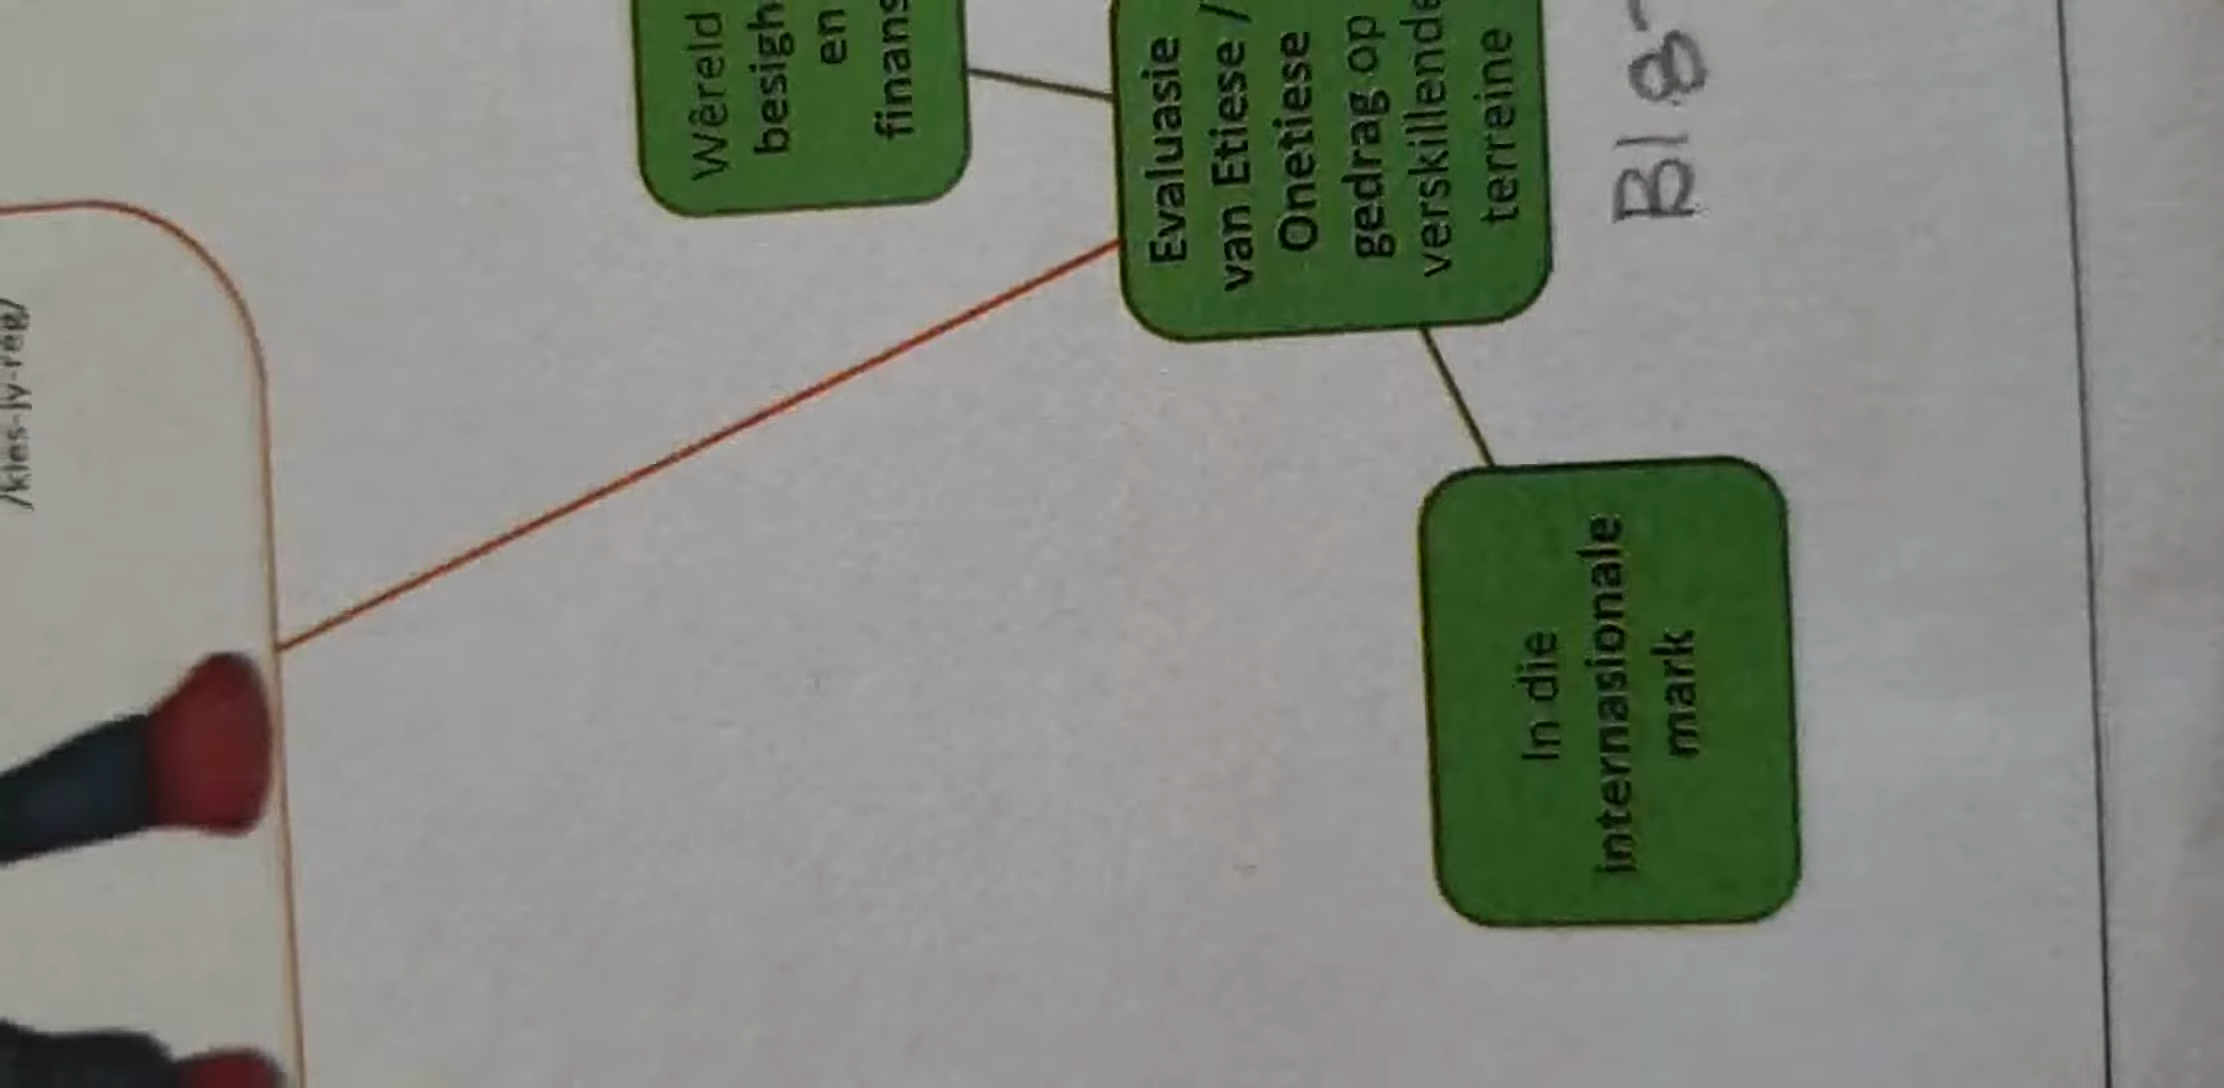 /kies-jy-reg/
Wêreld
besigh
en
finans
Evaluasie
van Etiese /
Onetiese
gedrag op
verskillende
terreine
Bl 8-
In die
internasionale
mark